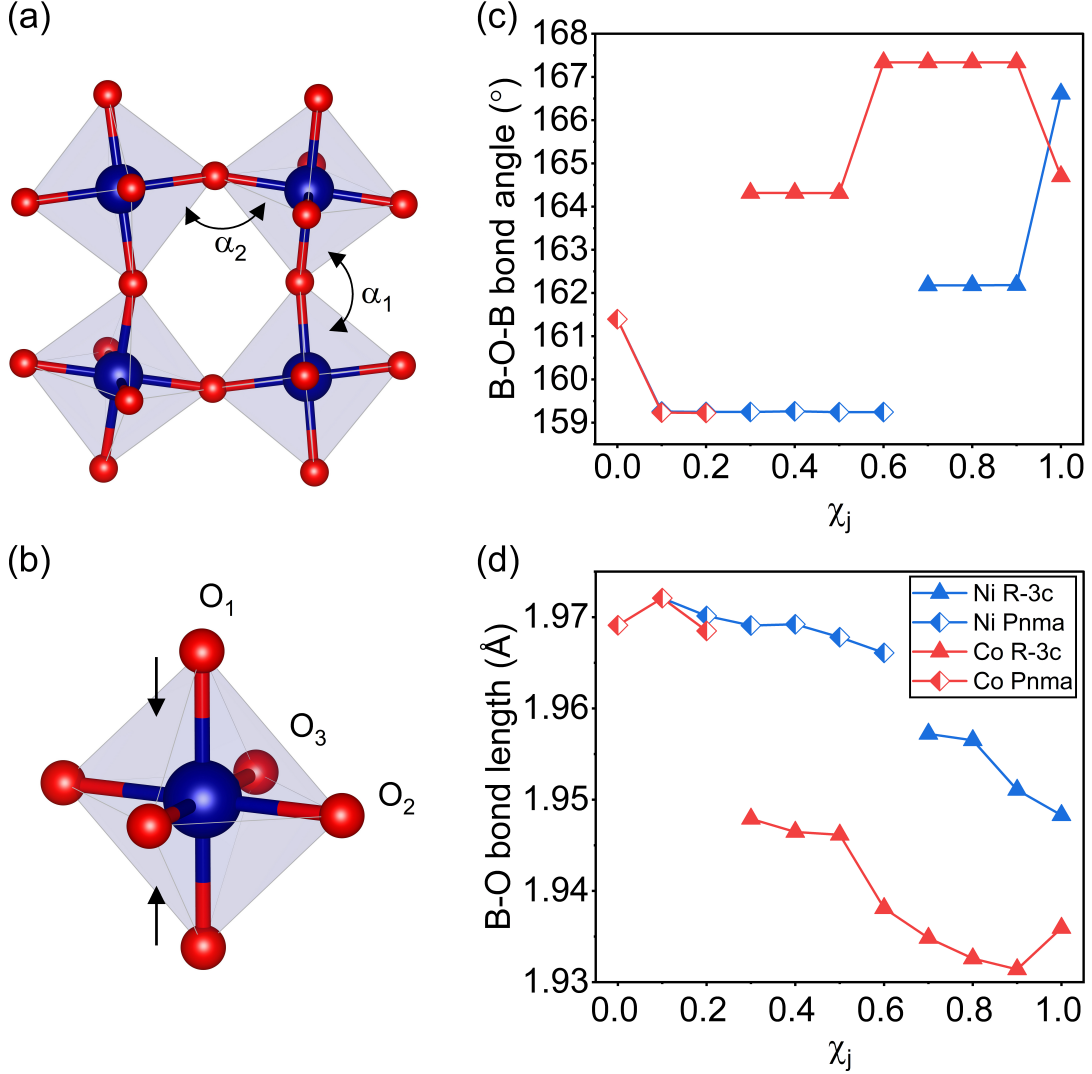 (a)
α2
α1
(b)
O1
O3
O2
(c)
B-O-B bond angle (°)
168
167
166
165
164
163
162
161
160
159
0.0 0.2 0.4 0.6 0.8 1.0
χj
(d)
B-O bond length (Å)
1.97
1.96
1.95
1.94
1.93
Ni R-3c
Ni Pnma
Co R-3c
Co Pnma
0.0 0.2 0.4 0.6 0.8 1.0
χj